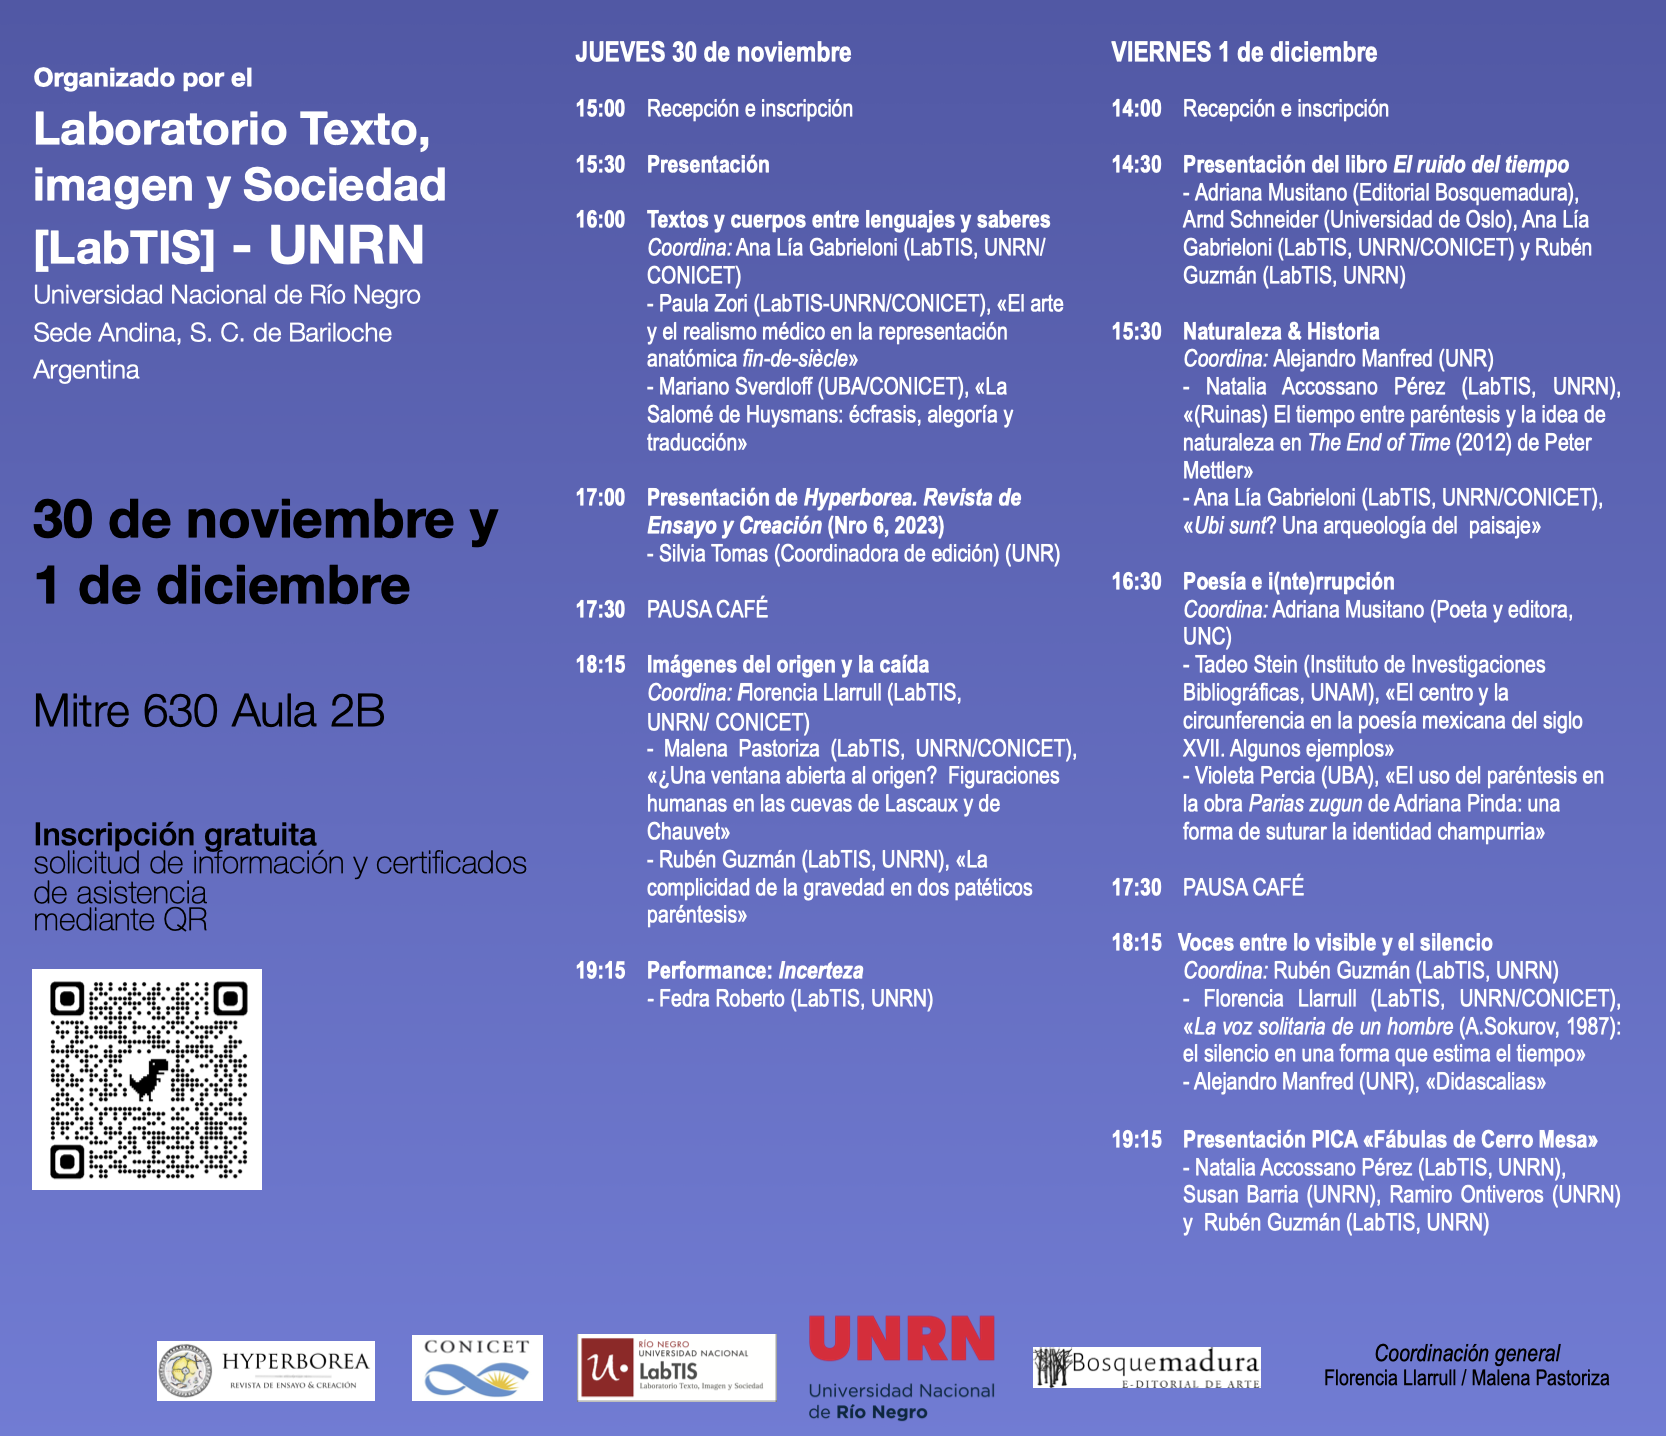 Organizado por el
Laboratorio Texto,
imagen y Sociedad
[LabTIS] - UNRN
Universidad Nacional de Río Negro
Sede Andina, S. C. de Bariloche
Argentina
30 de noviembre y
1 de diciembre
Mitre 630 Aula 2B
Inscripción gratuita
solicitud de información y certificados
de asistencia
mediante QR
JUEVES 30 de noviembre
15:00 Recepción e inscripción
15:30 Presentación
16:00 Textos y cuerpos entre lenguajes y saberes
Coordina: Ana Lía Gabrieloni (LabTIS, UNRN/
CONICET)
- Paula Zori (LabTIS-UNRN/CONICET), «El arte
y el realismo médico en la representación
anatómica fin-de-siècle»
- Mariano Sverdloff (UBA/CONICET), «La
Salomé de Huysmans: écfrasis, alegoría y
traducción»
17:00 Presentación de Hyperborea. Revista de
Ensayo y Creación (Nro 6, 2023)
- Silvia Tomas (Coordinadora de edición) (UNR)
17:30 PAUSA CAFÉ
18:15 Imágenes del origen y la caída
Coordina: Florencia Llarrull (LabTIS,
UNRN/ CONICET)
- Malena Pastoriza (LabTIS, UNRN/CONICET),
«¿Una ventana abierta al origen? Figuraciones
humanas en las cuevas de Lascaux y de
Chauvet»
- Rubén Guzmán (LabTIS, UNRN), «La
complicidad de la gravedad en dos patéticos
paréntesis»
19:15 Performance: Incerteza
- Fedra Roberto (LabTIS, UNRN)
VIERNES 1 de diciembre
14:00 Recepción e inscripción
14:30 Presentación del libro El ruido del tiempo
- Adriana Musitano (Editorial Bosquemadura),
Arnd Schneider (Universidad de Oslo), Ana Lía
Gabrieloni (LabTIS, UNRN/CONICET) y Rubén
Guzmán (LabTIS, UNRN)
15:30 Naturaleza & Historia
Coordina: Alejandro Manfred (UNR)
- Natalia Accossano Pérez (LabTIS, UNRN),
«(Ruinas) El tiempo entre paréntesis y la idea de
naturaleza en The End of Time (2012) de Peter
Mettler»
- Ana Lía Gabrieloni (LabTIS, UNRN/CONICET),
«Ubi sunt? Una arqueología del paisaje»
16:30 Poesía e i(nte)rrupción
Coordina: Adriana Musitano (Poeta y editora,
UNC)
- Tadeo Stein (Instituto de Investigaciones
Bibliográficas, UNAM), «El centro y la
circunferencia en la poesía mexicana del siglo
XVII. Algunos ejemplos»
- Violeta Percia (UBA), «El uso del paréntesis en
la obra Parias zugun de Adriana Pinda: una
forma de suturar la identidad champurria»
17:30 PAUSA CAFÉ
18:15 Voces entre lo visible y el silencio
Coordina: Rubén Guzmán (LabTIS, UNRN)
- Florencia Llarrull (LabTIS, UNRN/CONICET),
«La voz solitaria de un hombre (A.Sokurov, 1987):
el silencio en una forma que estima el tiempo»
- Alejandro Manfred (UNR), «Didascalias»
19:15 Presentación PICA «Fábulas de Cerro Mesa»
- Natalia Accossano Pérez (LabTIS, UNRN),
Susan Barria (UNRN), Ramiro Ontiveros (UNRN)
y Rubén Guzmán (LabTIS, UNRN)
HYPERBOREA
REVISTA DE ENSAYO & CREACIÓN
CONICET
u.
RÍO NEGRO
UNIVERSIDAD NACIONAL
LabTIS
Laboratorio Texto, Imagen y Sociedad
UNRN
Universidad Nacional
de Río Negro
Bosquemadura
E-DITORIAL DE ARTE
Coordinación general
Florencia Llarrull / Malena Pastoriza